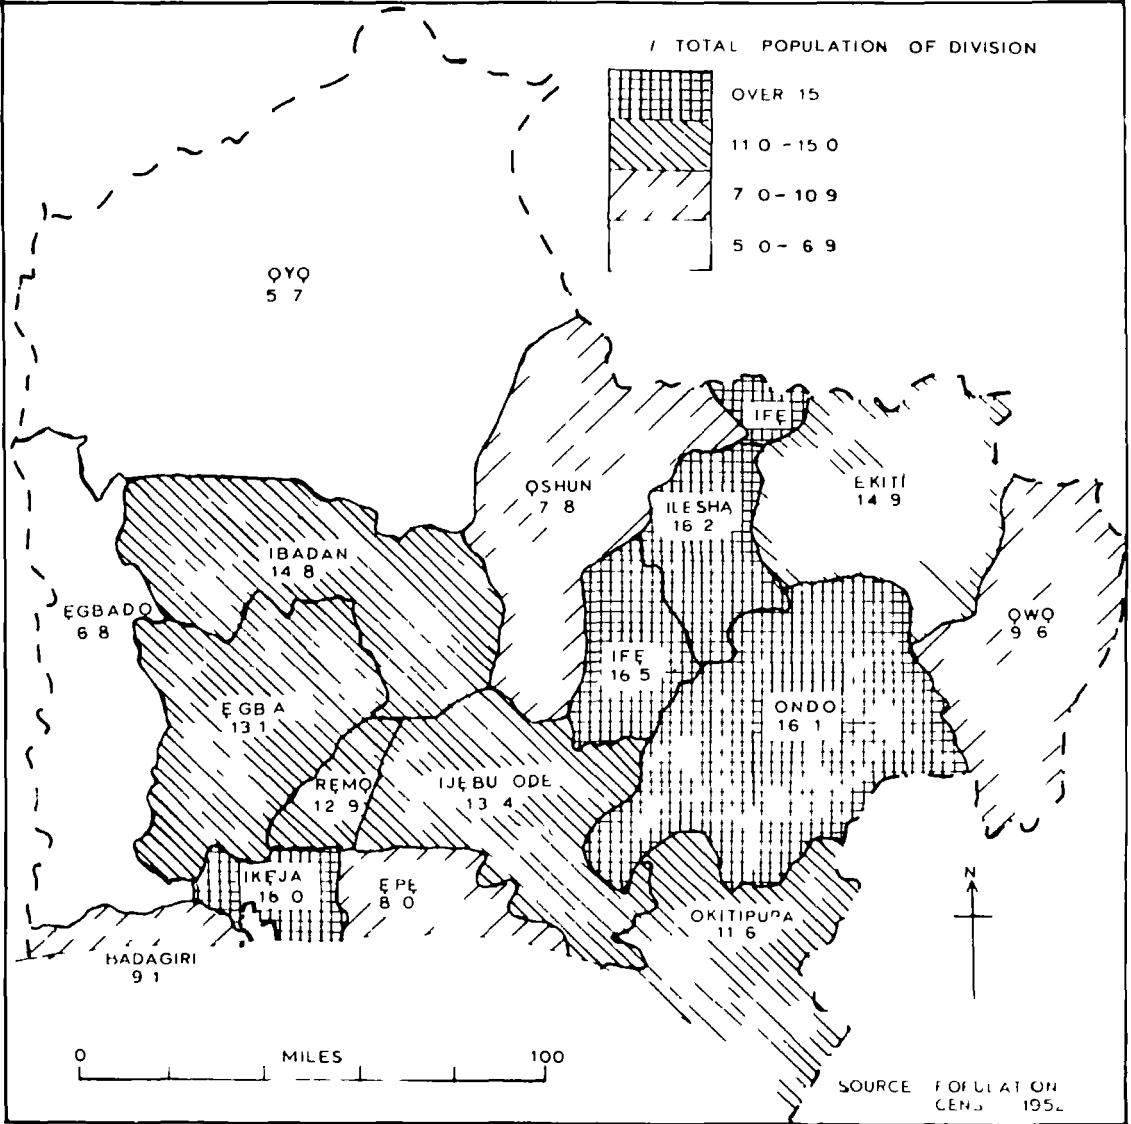 TOTAL POPULATION OF DIVISION
OVER 15
11 0 - 15 0
7 0 - 10 9
5 0 - 6 9
ỌYỌ
5 7
IFẸ
ỌSHUN
7 8
ILESHA
16 2
EKITI
14 9
IBADAN
14 8
ẸGBADO
6 8
ỌWỌ
9 6
IFẸ
16 5
ẸGBA
13 1
ONDO
16 1
RẸMỌ
12 9
IJẸBU ODE
13 4
IKẸJA
16 0
ẸPẸ
8 0
N
OKITIPUPA
11 6
BADAGIRI
9 1
0 MILES 100
SOURCE POPULATION